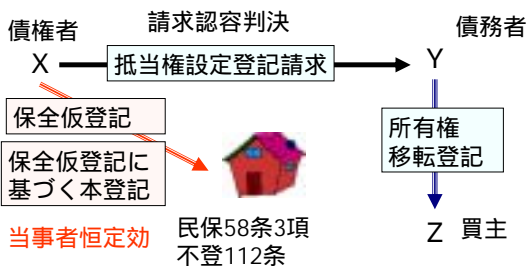 請求認容判決
債権者
債務者
X
抵当権設定登記請求
Y
保全仮登記
保全仮登記に
基づく本登記
所有権
移転登記
当事者恒定効
民保58条3項
不登112条
Z 買主